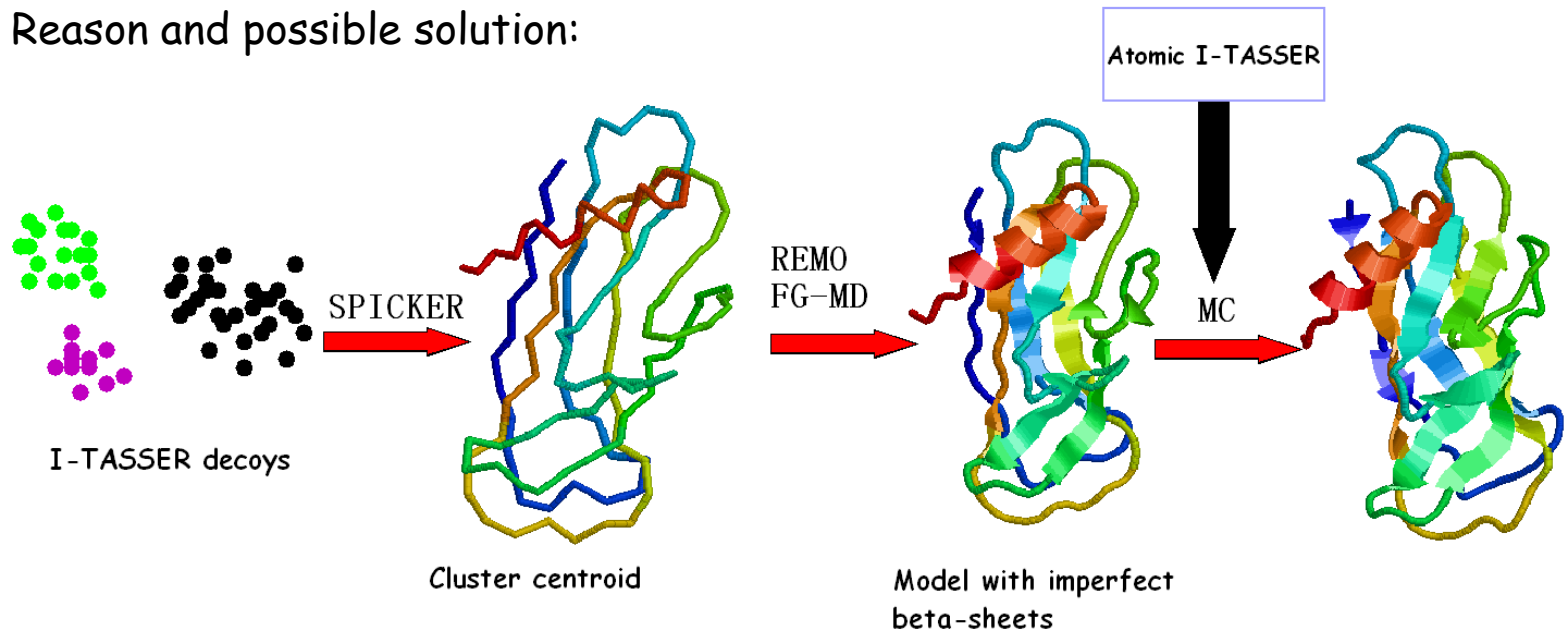 Reason and possible solution:
Atomic I-TASSER
SPICKER
REMO
FG-MD
MC
I-TASSER decoys
Cluster centroid
Model with imperfect
beta-sheets